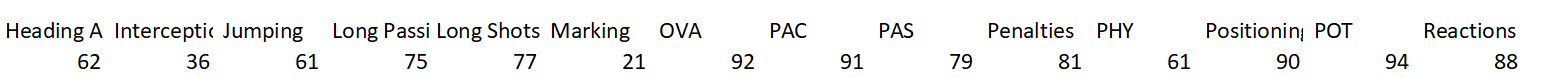 Heading A Interceptic Jumping Long Passi Long Shots Marking OVA PAC PAS Penalties PHY Positioning POT Reactions
62 36 61 75 77 21 92 91 79 81 61 90 94 88